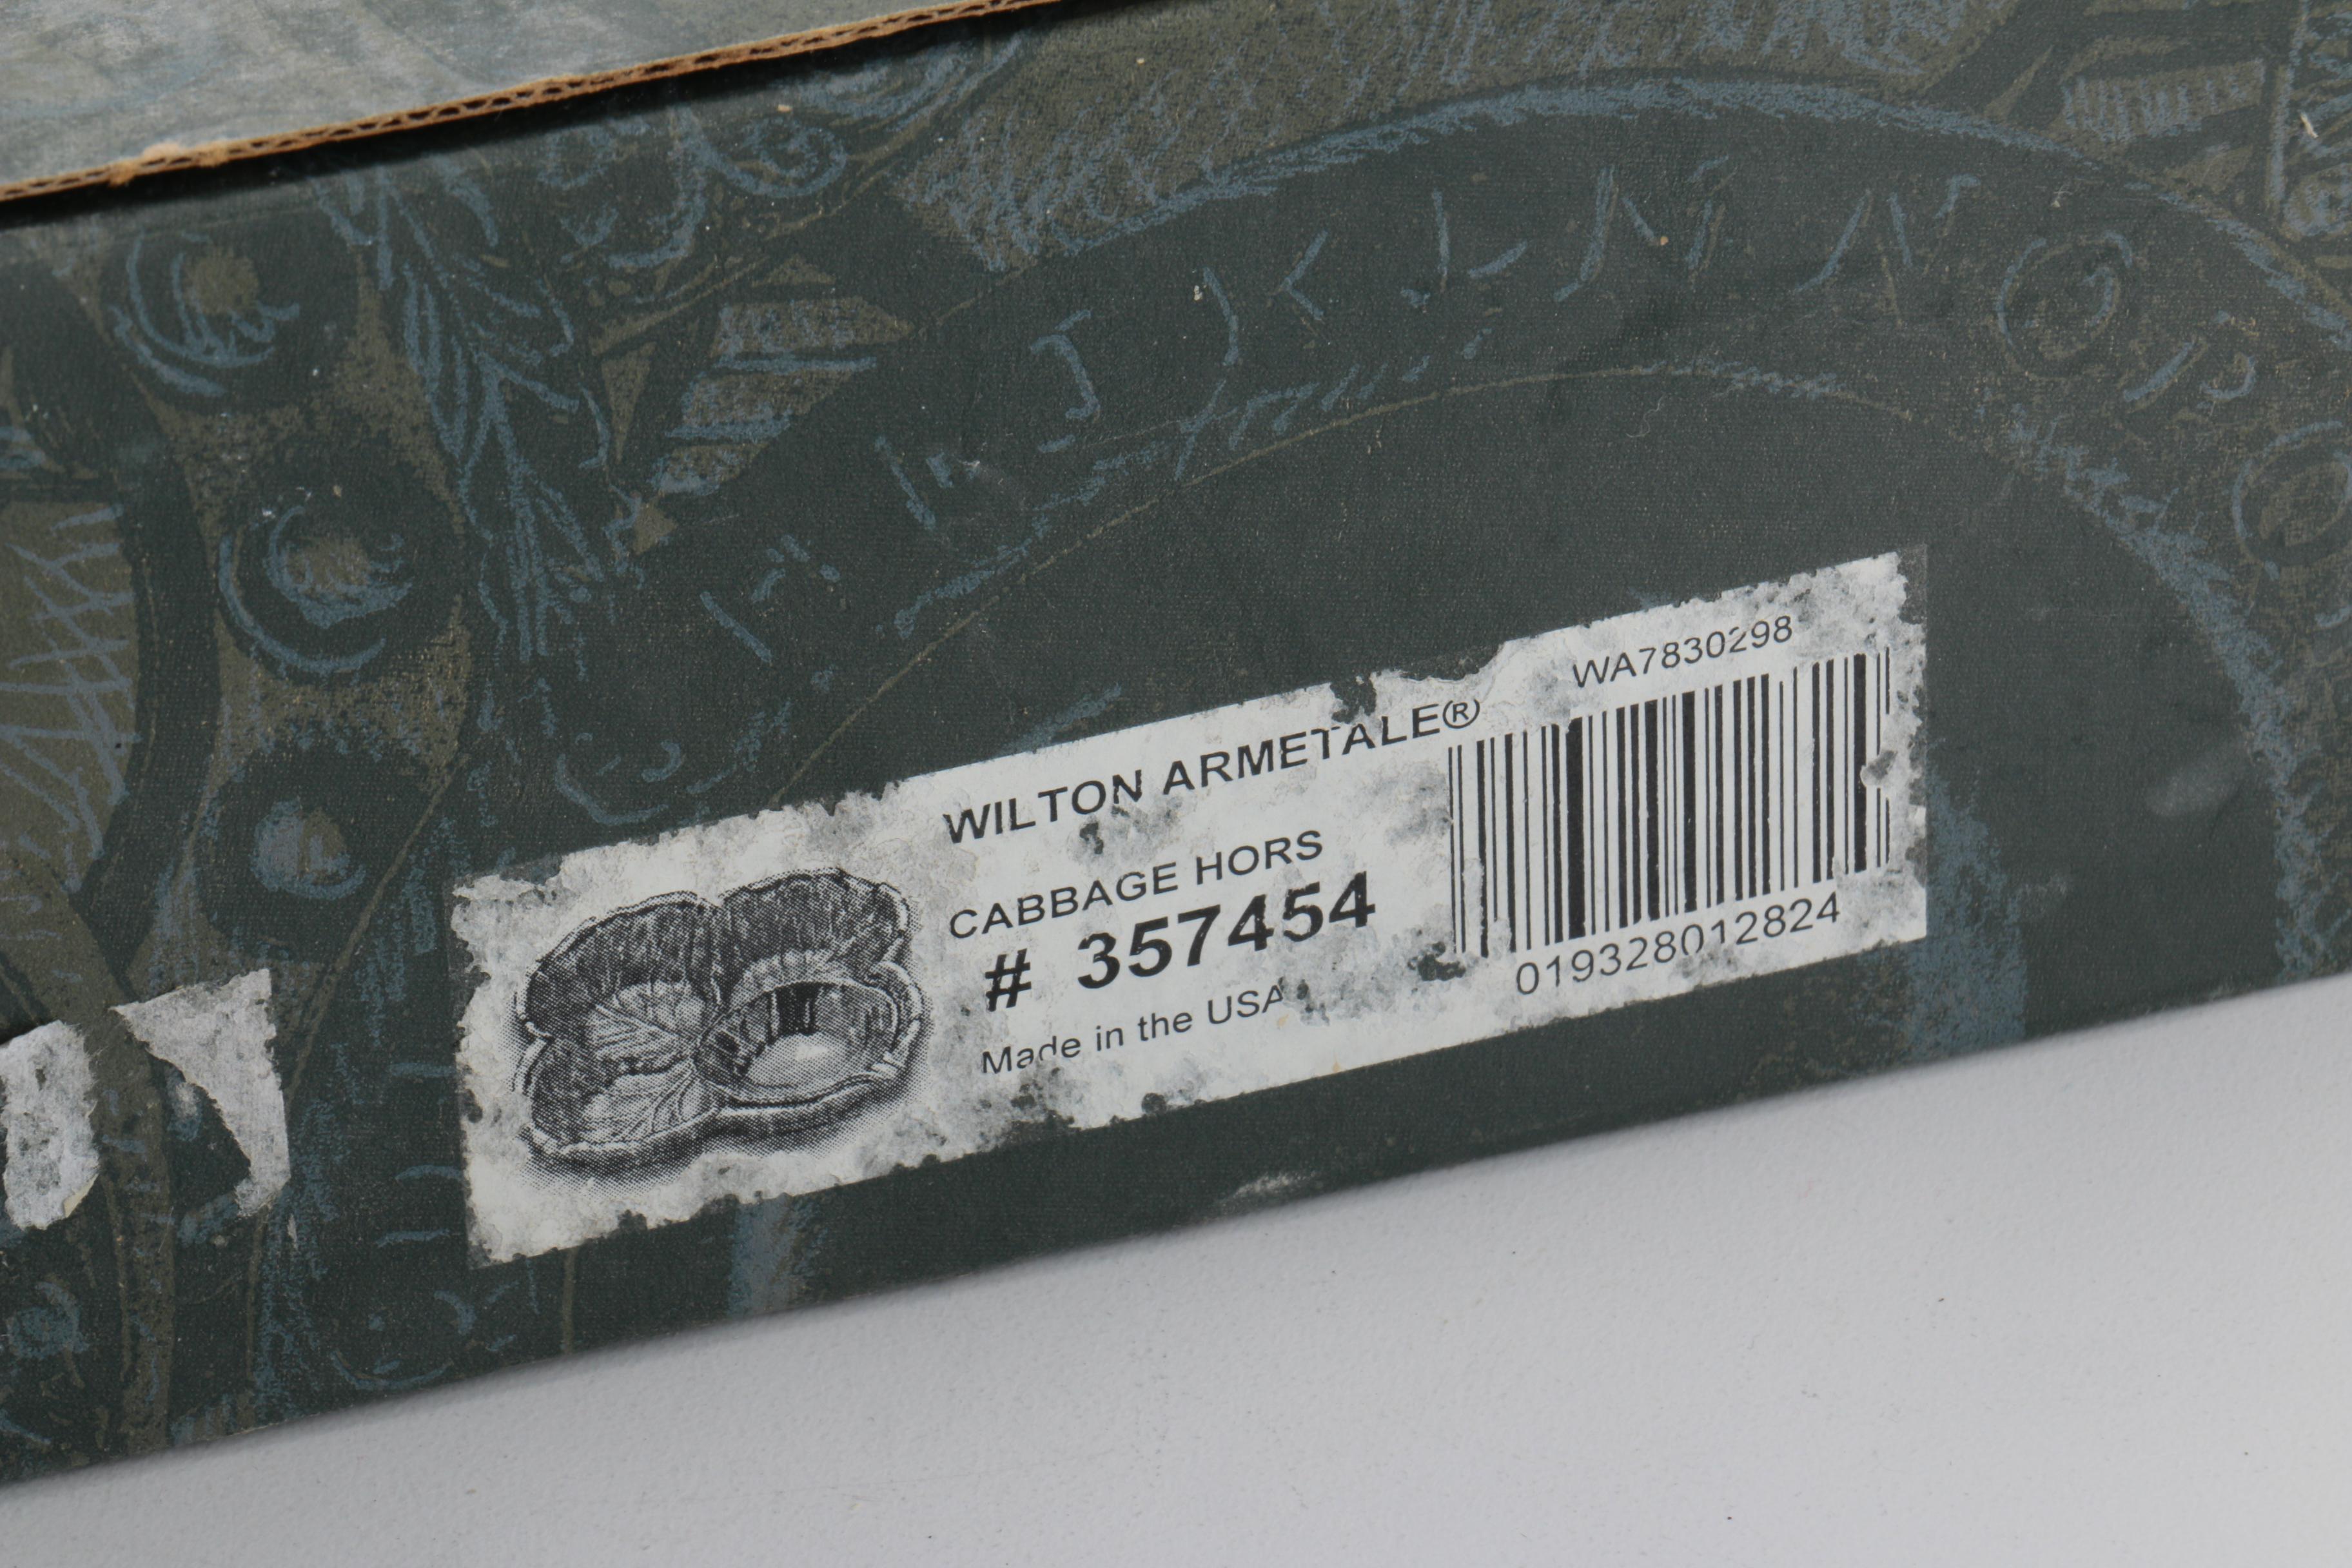 WA7830298
WILTON ARMETALE®
CABBAGE HORS
# 357454
Made in the USA
019328012824